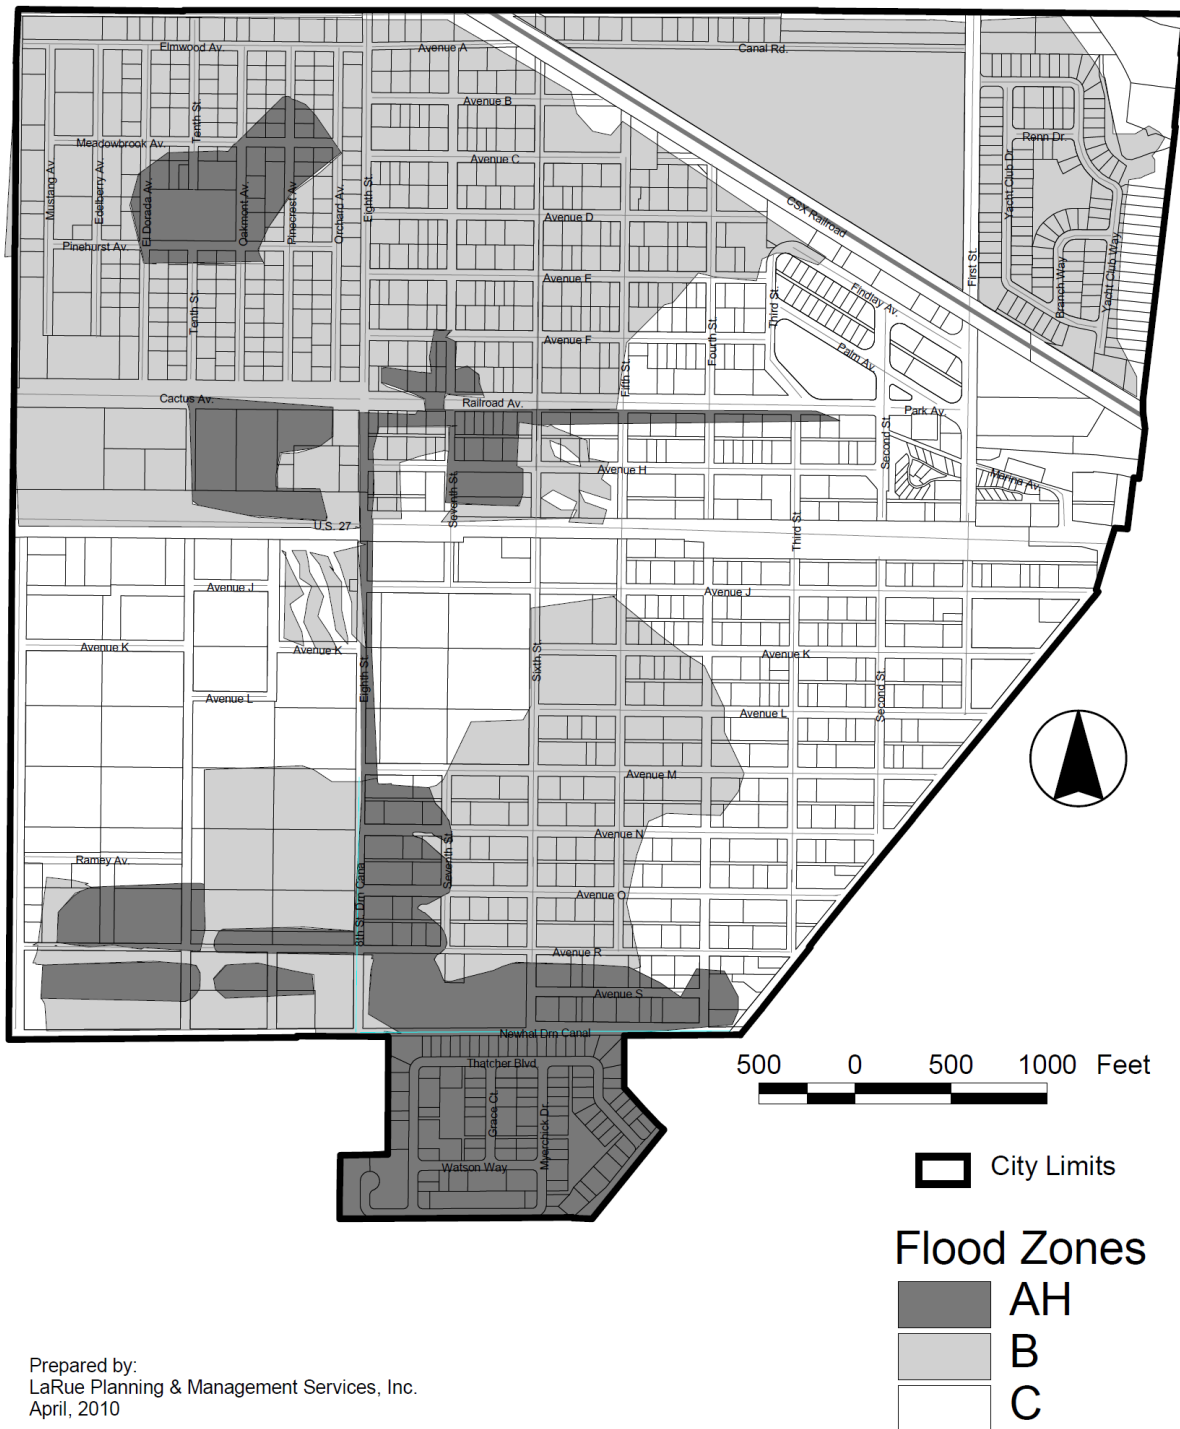 Elmwood Av.
Avenue A
Canal Rd.
Avenue B
Tenth St.
Meadowbrook Av.
Renn Dr.
Avenue C
Mustang Av.
Edelberry Av.
El Dorada Av.
Oakmont Av.
Pinecrest Av.
Orchard Av.
Eighth St.
Yacht Club Dr.
CSX Railroad
Avenue D
Pinehurst Av.
First St.
Branch Way
Yacht Club Way
Avenue E
Tenth St.
Third St.
Findlay Av.
Fourth St.
Avenue F
Palm Av.
Fifth St.
Cactus Av.
Railroad Av.
Park Av.
Second St.
Avenue H
Marina Av.
Seventh St.
U.S. 27
Third St.
Avenue J
Avenue J
Avenue K
Avenue K
Avenue K
Sixth St.
Eighth St.
Second St.
Avenue L
Avenue L
Avenue M
Avenue N
Ramey Av.
Seventh St.
Avenue O
8th St. Drn Cana
Avenue R
Avenue S
Newhal Drn Canal
Thatcher Blvd.
Grace Ct.
Myerchick Dr.
Watson Way
500 0 500 1000 Feet
City Limits
Flood Zones
AH
B
C
Prepared by:
LaRue Planning & Management Services, Inc.
April, 2010